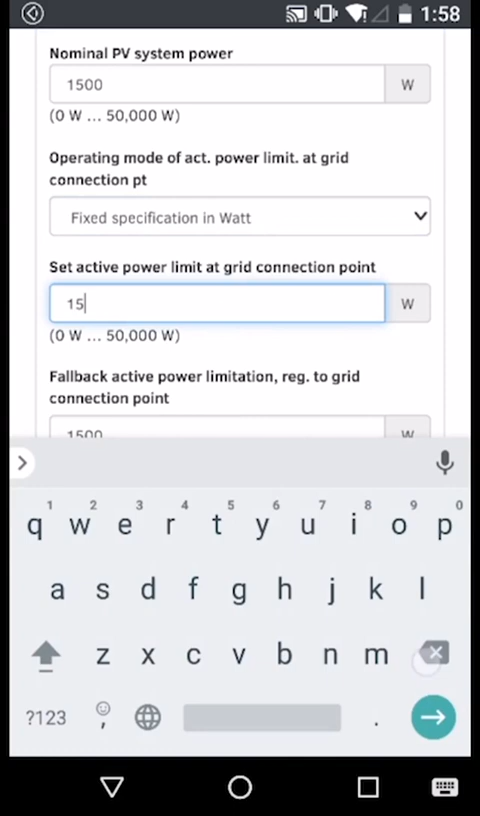 1:58
Nominal PV system power
1500 W
(0 W ... 50,000 W)
Operating mode of act. power limit. at grid
connection pt
Fixed specification in Watt
Set active power limit at grid connection point
15 W
(0 W ... 50,000 W)
Fallback active power limitation, reg. to grid
connection point
1500 W
1 2 3 4 5 6 7 8 9 0
q w e r t y u i o p
a s d f g h j k l
z x c v b n m
?123 , .